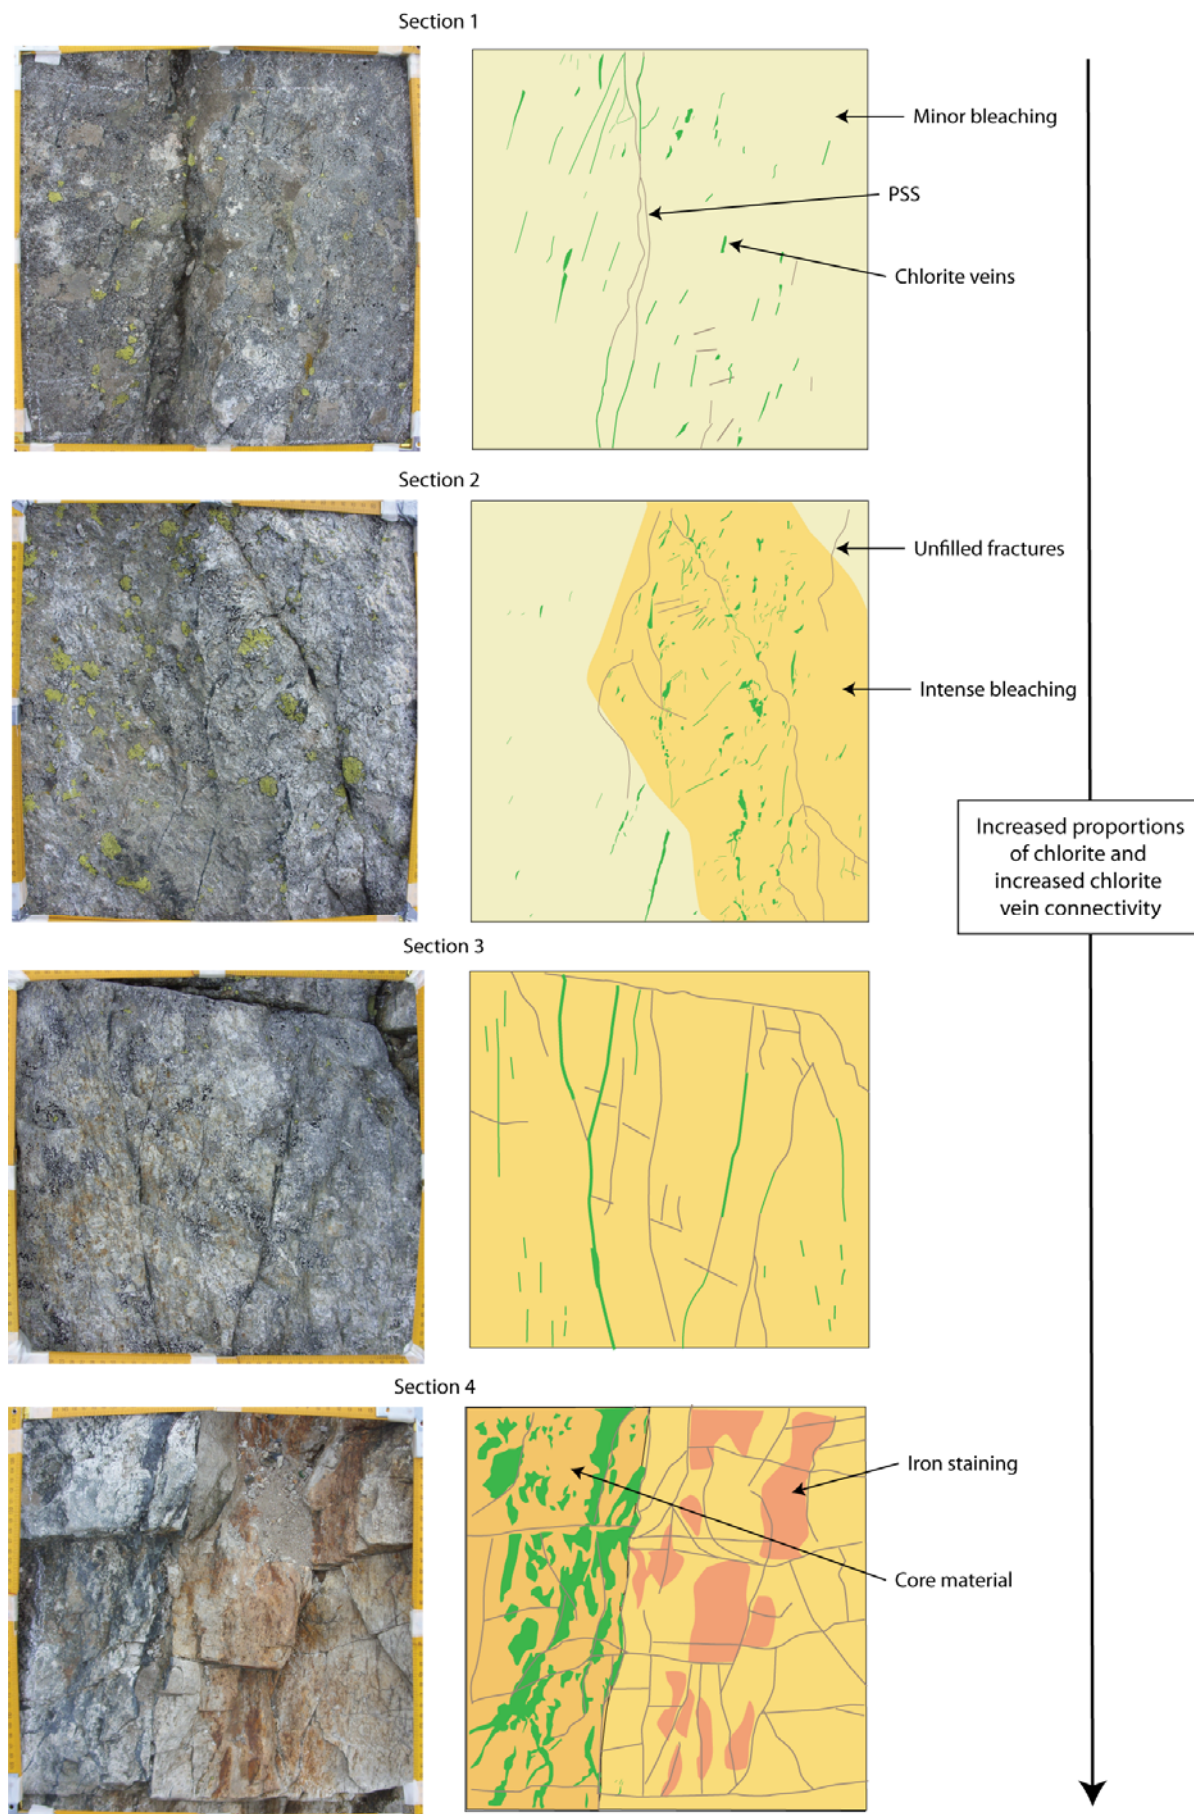 Section 1
Minor bleaching
PSS
Chlorite veins
Section 2
Unfilled fractures
Intense bleaching
Increased proportions
of chlorite and
increased chlorite
vein connectivity
Section 3
Section 4
Iron staining
Core material